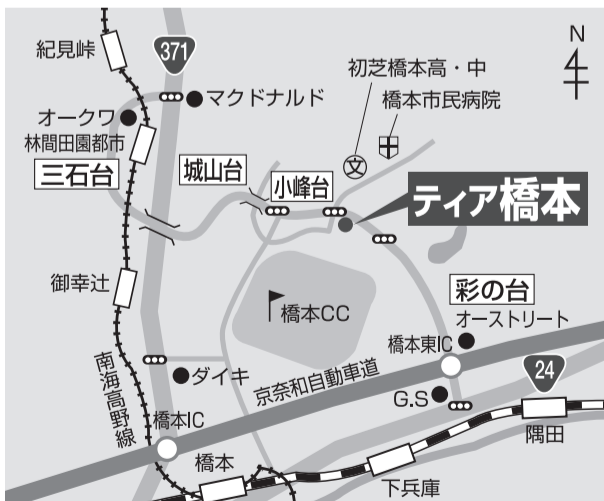 紀見峠
371
N
初芝橋本高・中
橋本市民病院
マクドナルド
オークワ
林間田園都市
三石台
城山台
小峰台
文
ティア橋本
御幸辻
橋本CC
彩の台
オーストリート
橋本東IC
南海高野線
ダイキ
京奈和自動車道
G.S
24
橋本IC
橋本
隅田
下兵庫